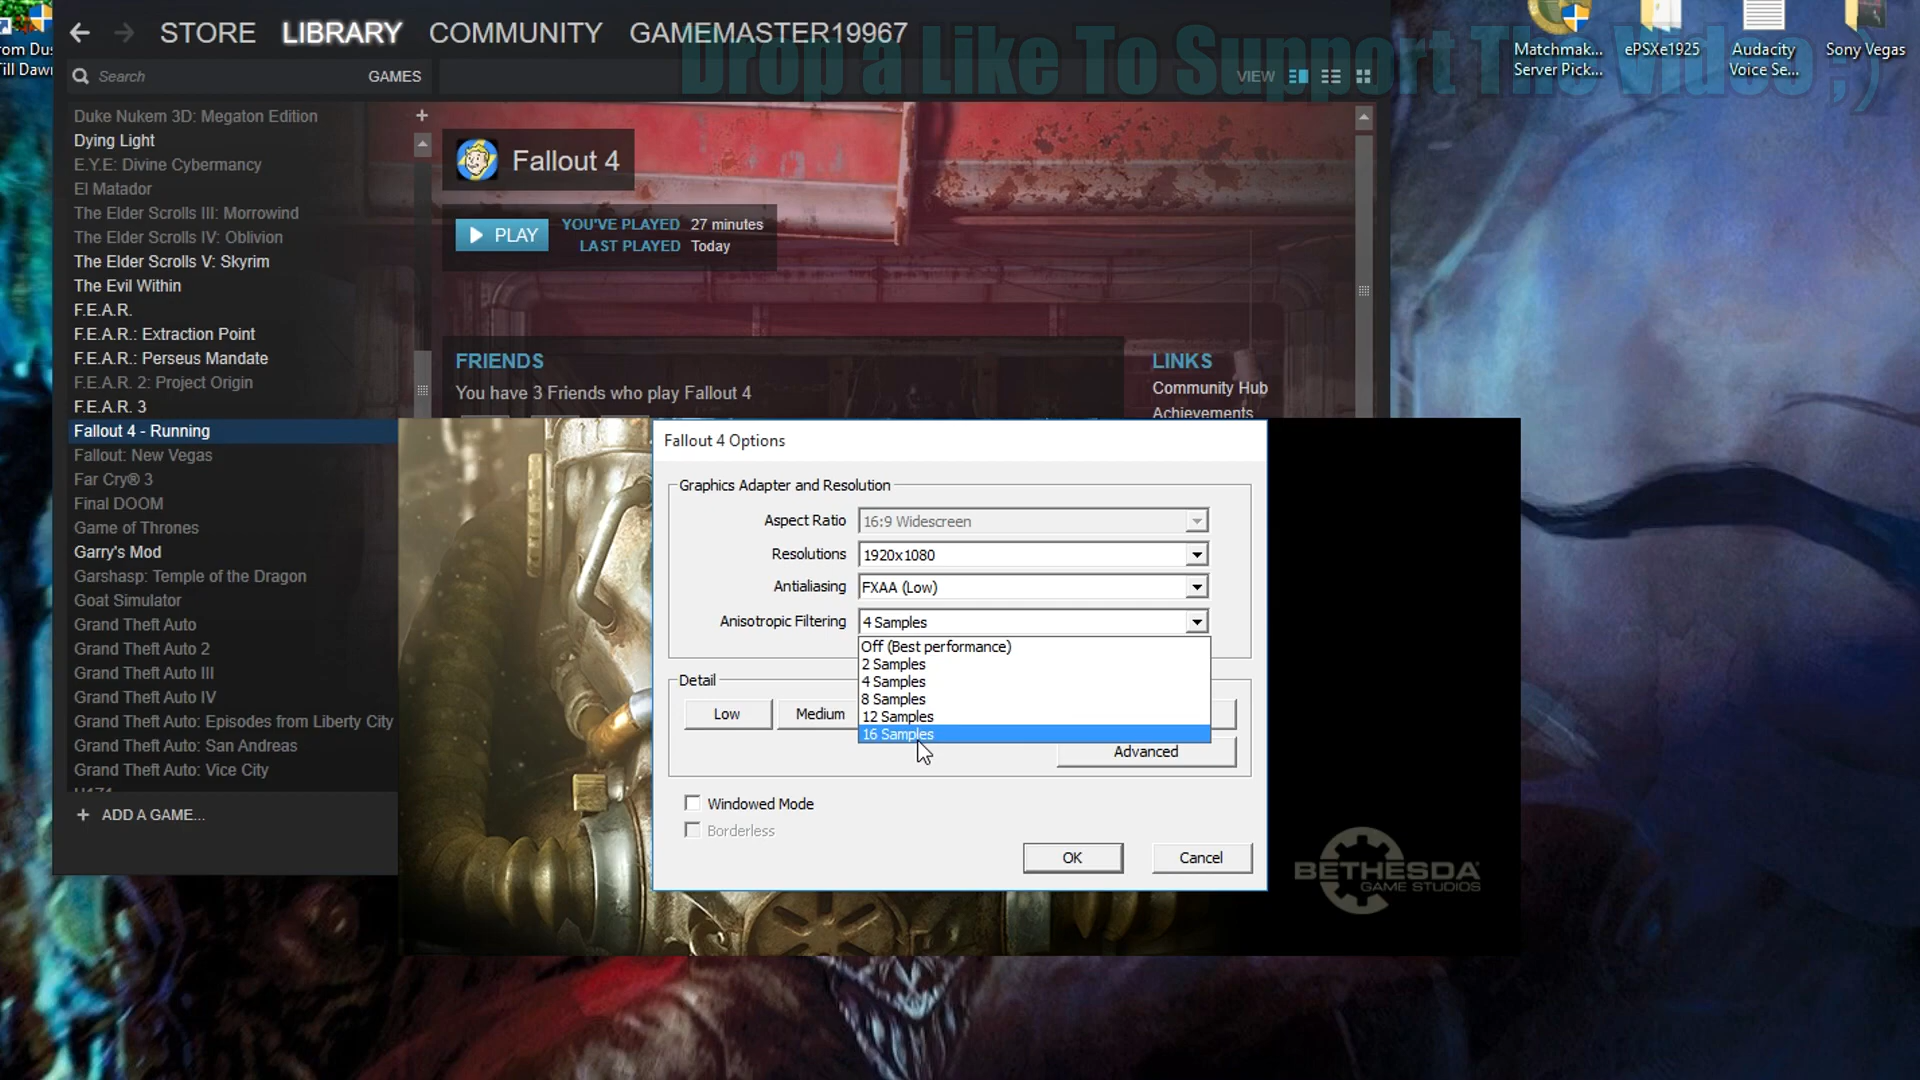 STORE LIBRARY COMMUNITY GAMEMASTER19967
Drop a Like To Support The Video ;)
Search GAMES VIEW
Matchmak... Server Pick...
ePSXe1925
Audacity Voice Se...
Sony Vegas
rom Dus
Till Dawn
Duke Nukem 3D: Megaton Edition
Dying Light
E.Y.E: Divine Cybermancy
El Matador
The Elder Scrolls III: Morrowind
The Elder Scrolls IV: Oblivion
The Elder Scrolls V: Skyrim
The Evil Within
F.E.A.R.
F.E.A.R.: Extraction Point
F.E.A.R.: Perseus Mandate
F.E.A.R. 2: Project Origin
F.E.A.R. 3
Fallout 4 - Running
Fallout: New Vegas
Far Cry® 3
Final DOOM
Game of Thrones
Garry's Mod
Garshasp: Temple of the Dragon
Goat Simulator
Grand Theft Auto
Grand Theft Auto 2
Grand Theft Auto III
Grand Theft Auto IV
Grand Theft Auto: Episodes from Liberty City
Grand Theft Auto: San Andreas
Grand Theft Auto: Vice City
+ ADD A GAME...
Fallout 4
PLAY
YOU'VE PLAYED 27 minutes
LAST PLAYED Today
FRIENDS
You have 3 Friends who play Fallout 4
LINKS
Community Hub
Achievements
Fallout 4 Options
Graphics Adapter and Resolution
Aspect Ratio 16:9 Widescreen
Resolutions 1920x1080
Antialiasing FXAA (Low)
Anisotropic Filtering 4 Samples
Off (Best performance)
2 Samples
4 Samples
8 Samples
12 Samples
16 Samples
Detail
Low Medium
Advanced
Windowed Mode
Borderless
OK Cancel
BETHESDA
GAME STUDIOS